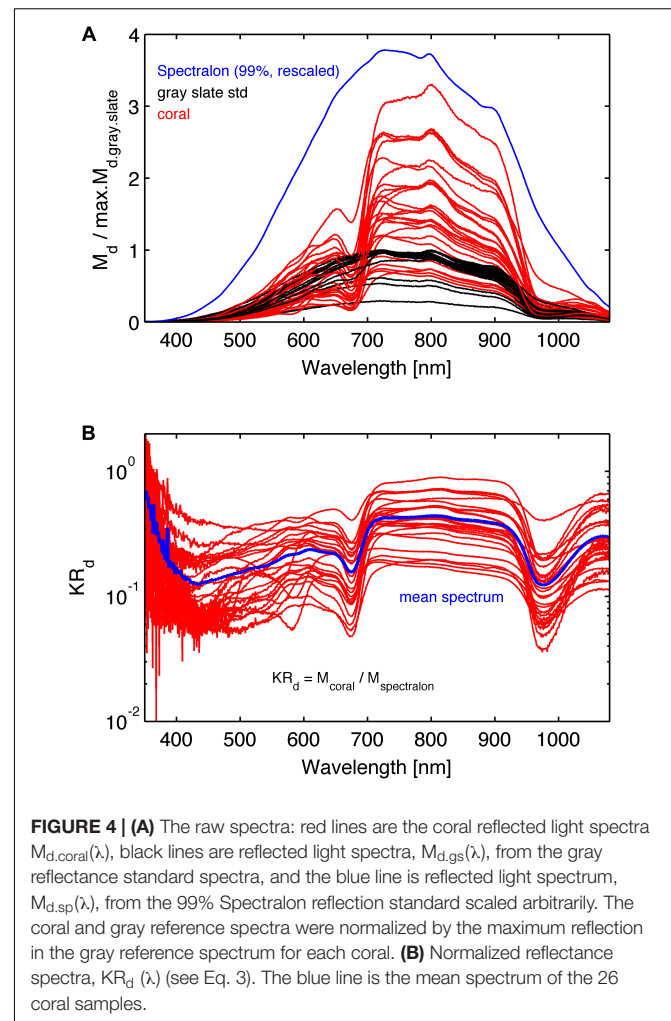 A
4
Spectralon (99%, rescaled)
gray slate std
coral
3
2
1
0
M_d / max.M_d.gray.slate
400 500 600 700 800 900 1000
Wavelength [nm]
B
10^0
10^-1
10^-2
KR_d
mean spectrum
KR_d = M_coral / M_spectralon
400 500 600 700 800 900 1000
Wavelength [nm]
FIGURE 4 | (A) The raw spectra: red lines are the coral reflected light spectra
M_d.coral(λ), black lines are reflected light spectra, M_d.gs(λ), from the gray
reflectance standard spectra, and the blue line is reflected light spectrum,
M_d.sp(λ), from the 99% Spectralon reflection standard scaled arbitrarily. The
coral and gray reference spectra were normalized by the maximum reflection
in the gray reference spectrum for each coral. (B) Normalized reflectance
spectra, KR_d (λ) (see Eq. 3). The blue line is the mean spectrum of the 26
coral samples.